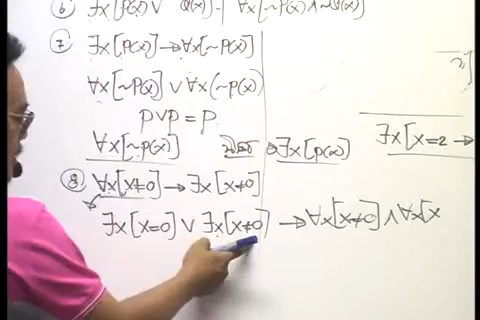 ⑥ ∃x[P(x) ∨ Q(x)] ∀x[~P(x) ∧ ~Q(x)]
⑦ ∃x[P(x)] → ∀x[~P(x)]
∀x[~P(x)] ∨ ∀x[~P(x)]
P∨P = P
∀x[~P(x)] ∃x[P(x)]
∃x[x=2 →
⑧ ∀x[x≠0] → ∃x[x≠0]
∃x[x=0] ∨ ∃x[x≠0] → ∀x[x≠0] ∧ ∀x[x